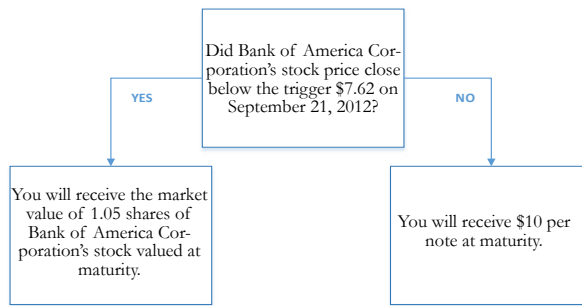 Did Bank of America Cor-
poration's stock price close
below the trigger $7.62 on
September 21, 2012?
YES
NO
You will receive the market
value of 1.05 shares of
Bank of America Cor-
poration's stock valued at
maturity.
You will receive $10 per
note at maturity.